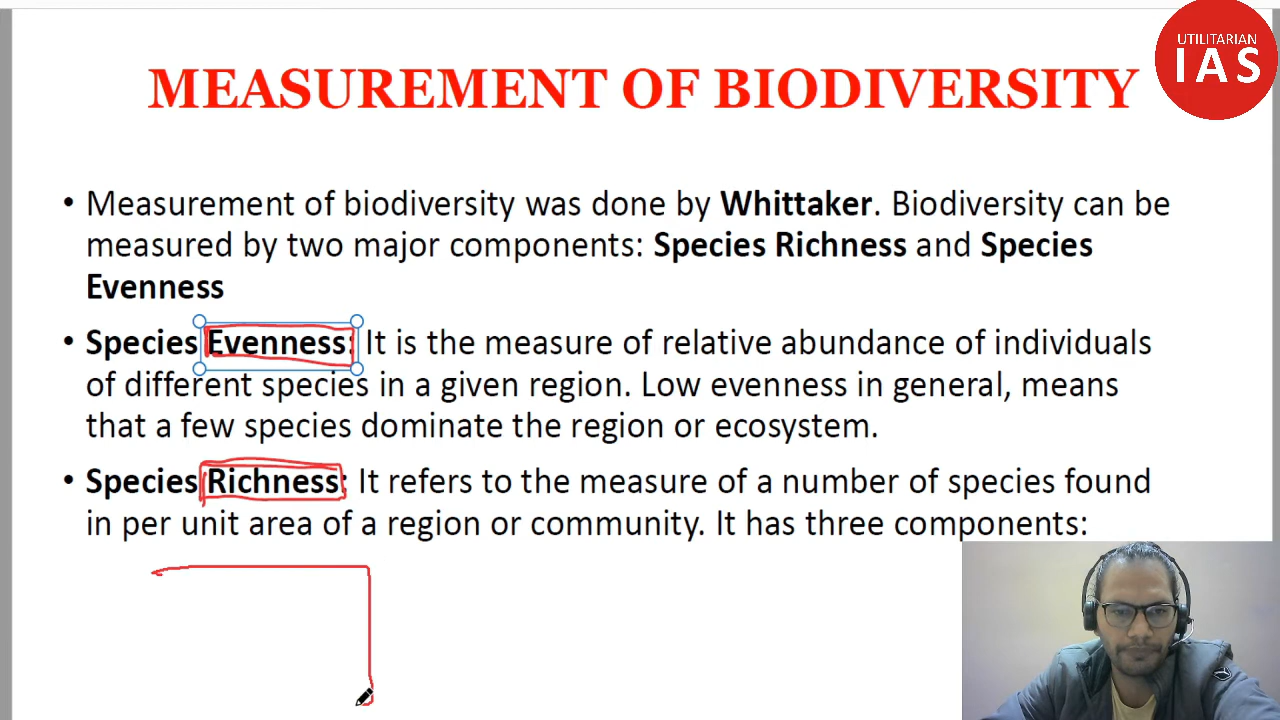 UTILITARIAN
IAS
MEASUREMENT OF BIODIVERSITY
• Measurement of biodiversity was done by Whittaker. Biodiversity can be
measured by two major components: Species Richness and Species
Evenness
• Species Evenness: It is the measure of relative abundance of individuals
of different species in a given region. Low evenness in general, means
that a few species dominate the region or ecosystem.
• Species Richness: It refers to the measure of a number of species found
in per unit area of a region or community. It has three components: